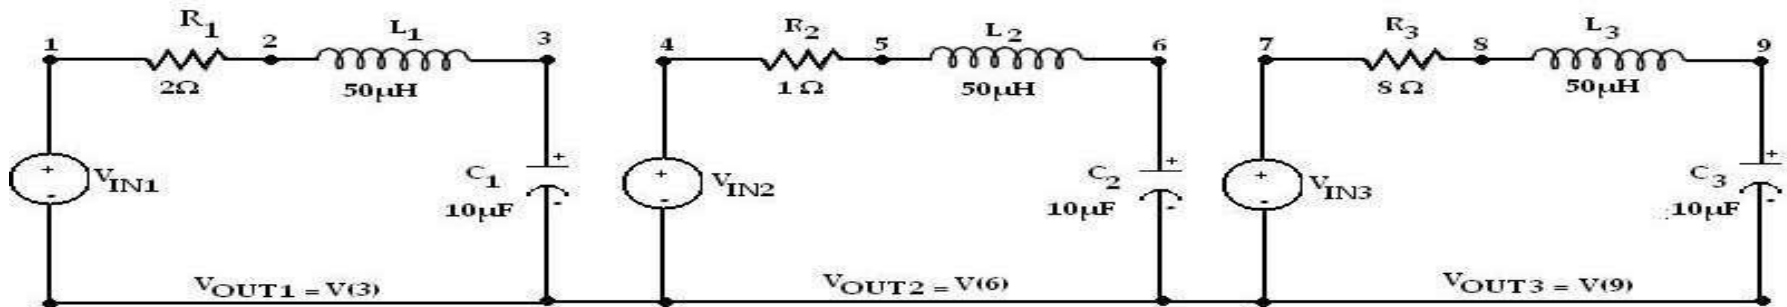 R1 L1 R2 L2 R3 L3
1 2 3 4 5 6 7 8 9
2Ω 50μH 1 Ω 50μH 8 Ω 50μH
+ + +
+ VIN1 C1 + VIN2 C2 + VIN3 C3
- - - - - -
10μF 10μF 10μF
VOUT1 = V(3) VOUT2 = V(6) VOUT3 = V(9)